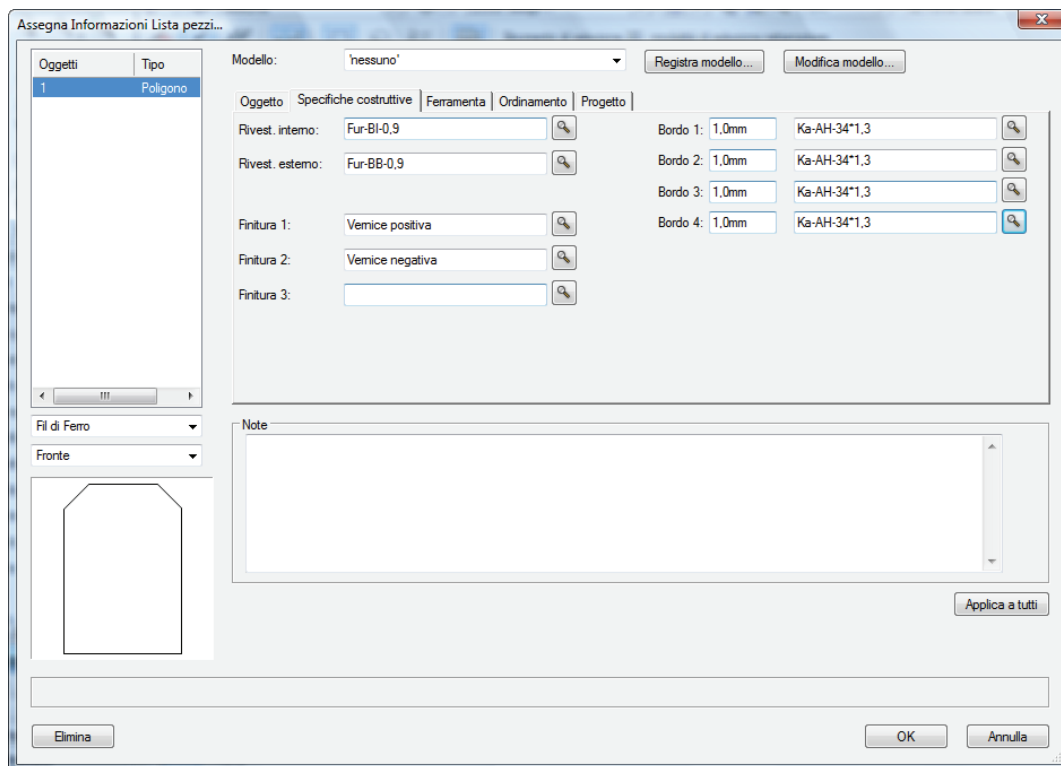 Assegna Informazioni Lista pezzi...
Oggetti Tipo
1 Poligono
Modello: 'nessuno' Registra modello... Modifica modello...
Oggetto Specifiche costruttive Ferramenta Ordinamento Progetto
Rivest. interno: Fur-BI-0,9 Bordo 1: 1,0mm Ka-AH-34*1,3
Rivest. esterno: Fur-BB-0,9 Bordo 2: 1,0mm Ka-AH-34*1,3
Bordo 3: 1,0mm Ka-AH-34*1,3
Finitura 1: Vernice positiva Bordo 4: 1,0mm Ka-AH-34*1,3
Finitura 2: Vernice negativa
Finitura 3:
Fil di Ferro
Fronte
Note
Applica a tutti
Elimina OK Annulla